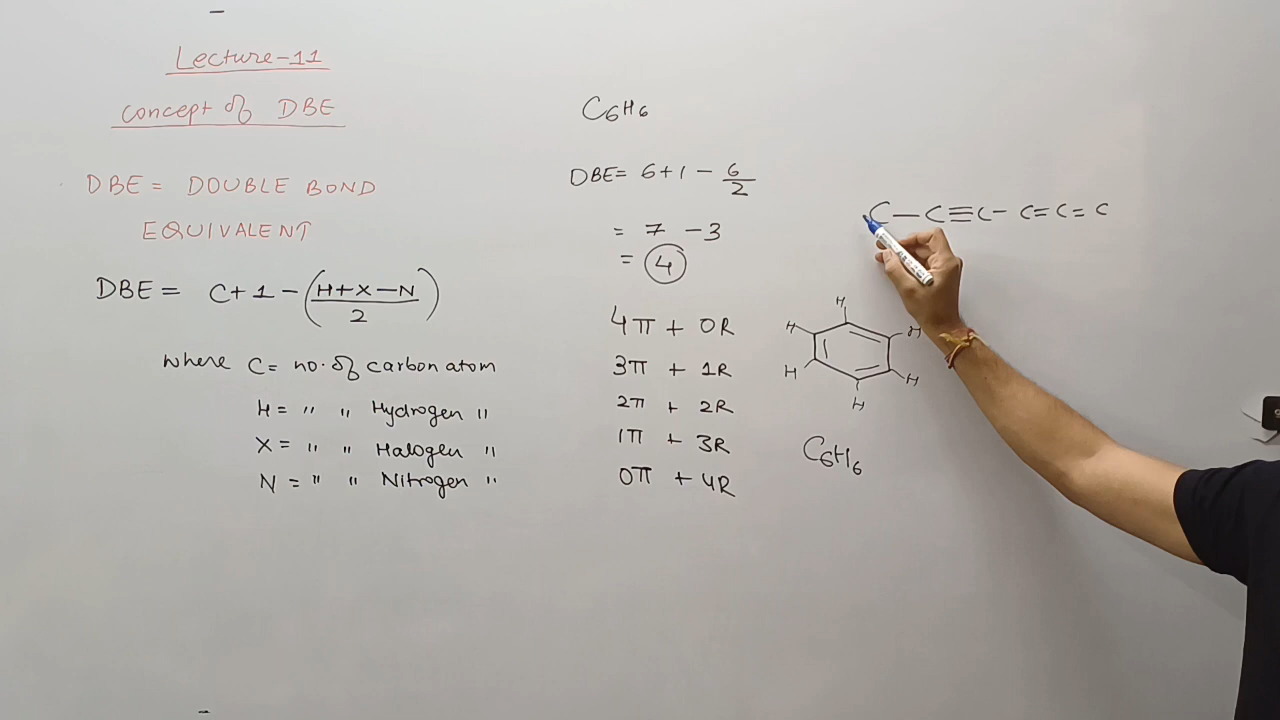 Lecture-11
Concept of DBE
DBE = DOUBLE BOND
EQUIVALENT
DBE = C+1-(H+X-N/2)
where C = no. of carbon atom
H = " " Hydrogen "
X = " " Halogen "
N = " " Nitrogen "
C6H6
DBE = 6+1-6/2
= 7-3
= 4
4π + 0R
3π + 1R
2π + 2R
1π + 3R
0π + 4R
C-C≡C-C=C=C
H
H H
H H
H
C6H6